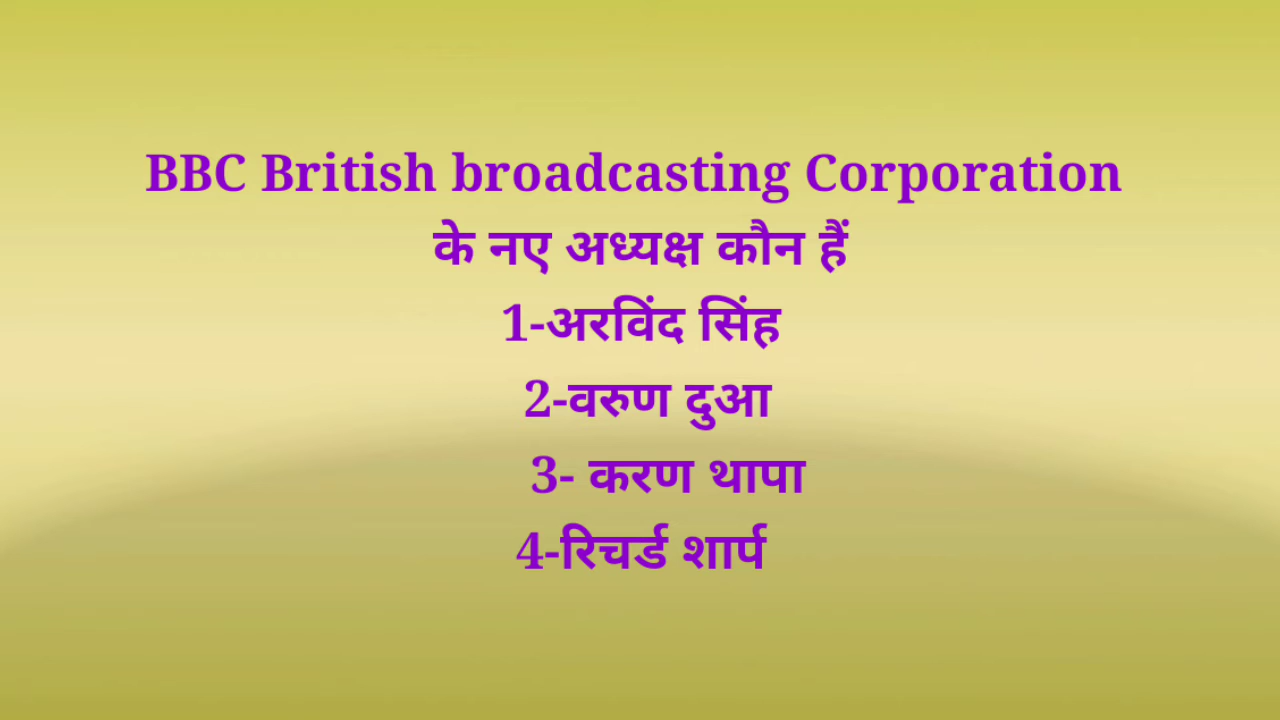 BBC British broadcasting Corporation
के नए अध्यक्ष कौन हैं
1-अरविंद सिंह
2-वरुण दुआ
3- करण थापा
4-रिचर्ड शार्प